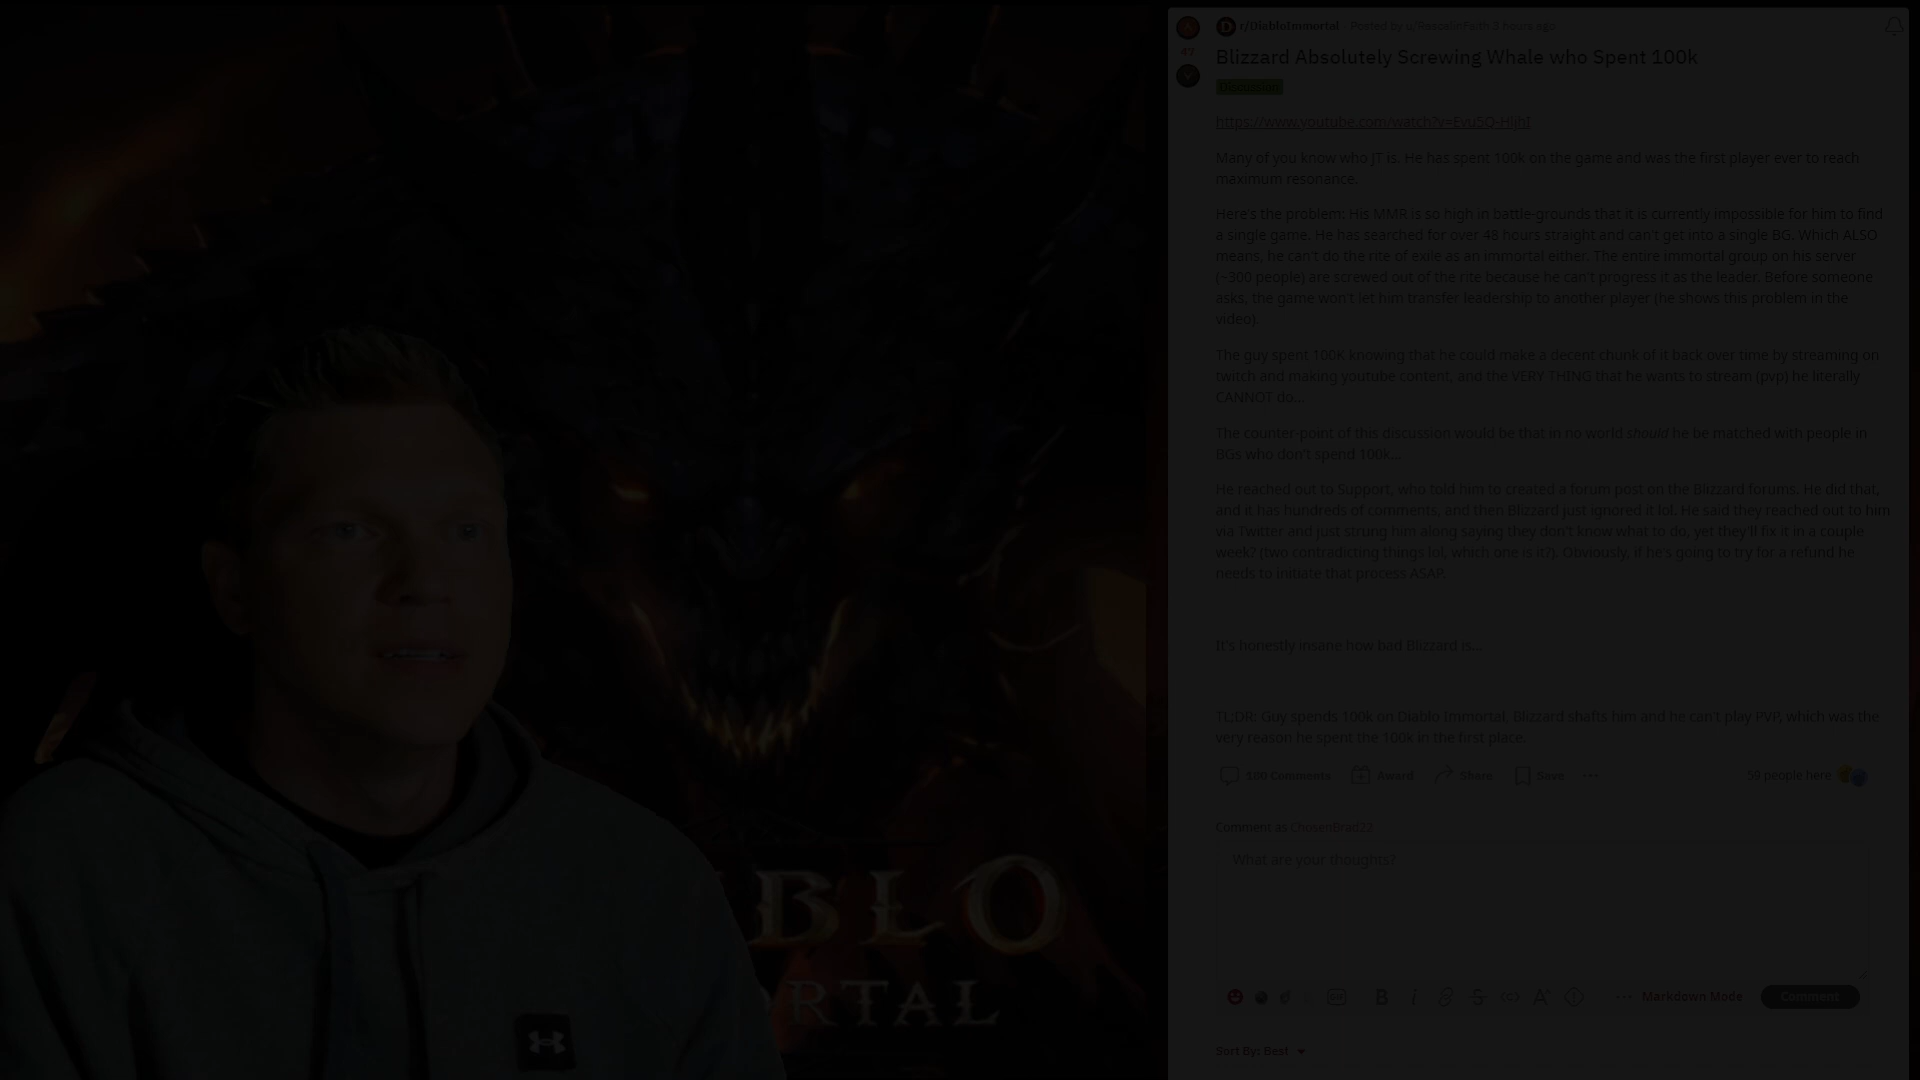 r/DiabloImmortal · Posted by u/RaecelinFaith 3 hours ago
47
Blizzard Absolutely Screwing Whale who Spent 100k
Discussion
Many of you know who JT is. He has spent 100k on the game and was the first player ever to reach
maximum resonance.
Here's the problem: His MMR is so high in battle-grounds that it is currently impossible for him to find
a single game. He has searched for over 48 hours straight and can't get into a single BG. Which ALSO
means, he can't do the rite of exile as an immortal either. The entire immortal group on his server
(~300 people) are screwed out of the rite because he can't progress it as the leader. Before someone
asks, the game won't let him transfer leadership to another player (he shows this problem in the
video).
The guy spent 100K knowing that he could make a decent chunk of it back over time by streaming on
twitch and making youtube content, and the VERY THING that he wants to stream (pvp) he literally
CANNOT do...
The counter-point of this discussion would be that in no world should he be matched with people in
BGs who don't spend 100k...
He reached out to Support, who told him to created a forum post on the Blizzard forums. He did that,
and it has hundreds of comments, and then Blizzard just ignored it lol. He said they reached out to him
via Twitter and just strung him along saying they don't know what to do, yet they'll fix it in a couple
week? (two contradicting things lol, which one is it?). Obviously, if he's going to try for a refund he
needs to initiate that process ASAP.
It's honestly insane how bad Blizzard is...
TL;DR: Guy spends 100k on Diablo Immortal, Blizzard shafts him and he can't play PVP, which was the
very reason he spent the 100k in the first place.
180 Comments Award Share Save ...
59 people here
Comment as ChosenBrad22
What are your thoughts?
GIF B i S <c> A ... Markdown Mode Comment
Sort By: Best
BLO
RTAL